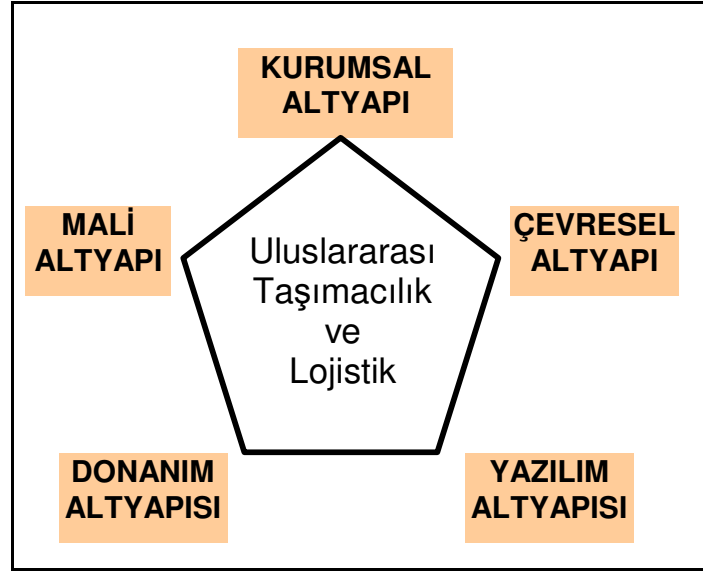 KURUMSAL
ALTYAPI
MALİ
ALTYAPI
ÇEVRESEL
ALTYAPI
Uluslararası
Taşımacılık
ve
Lojistik
DONANIM
ALTYAPISI
YAZILIM
ALTYAPISI